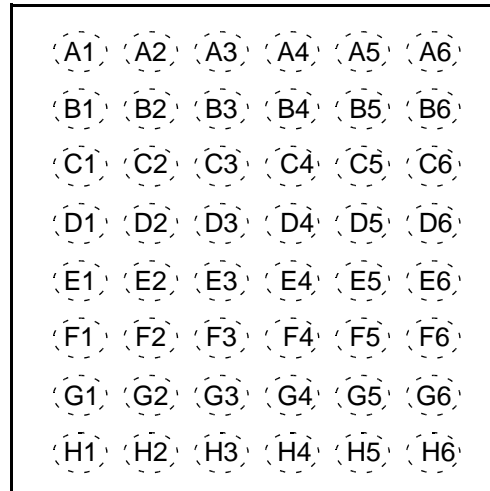 A1 A2 A3 A4 A5 A6
B1 B2 B3 B4 B5 B6
C1 C2 C3 C4 C5 C6
D1 D2 D3 D4 D5 D6
E1 E2 E3 E4 E5 E6
F1 F2 F3 F4 F5 F6
G1 G2 G3 G4 G5 G6
H1 H2 H3 H4 H5 H6